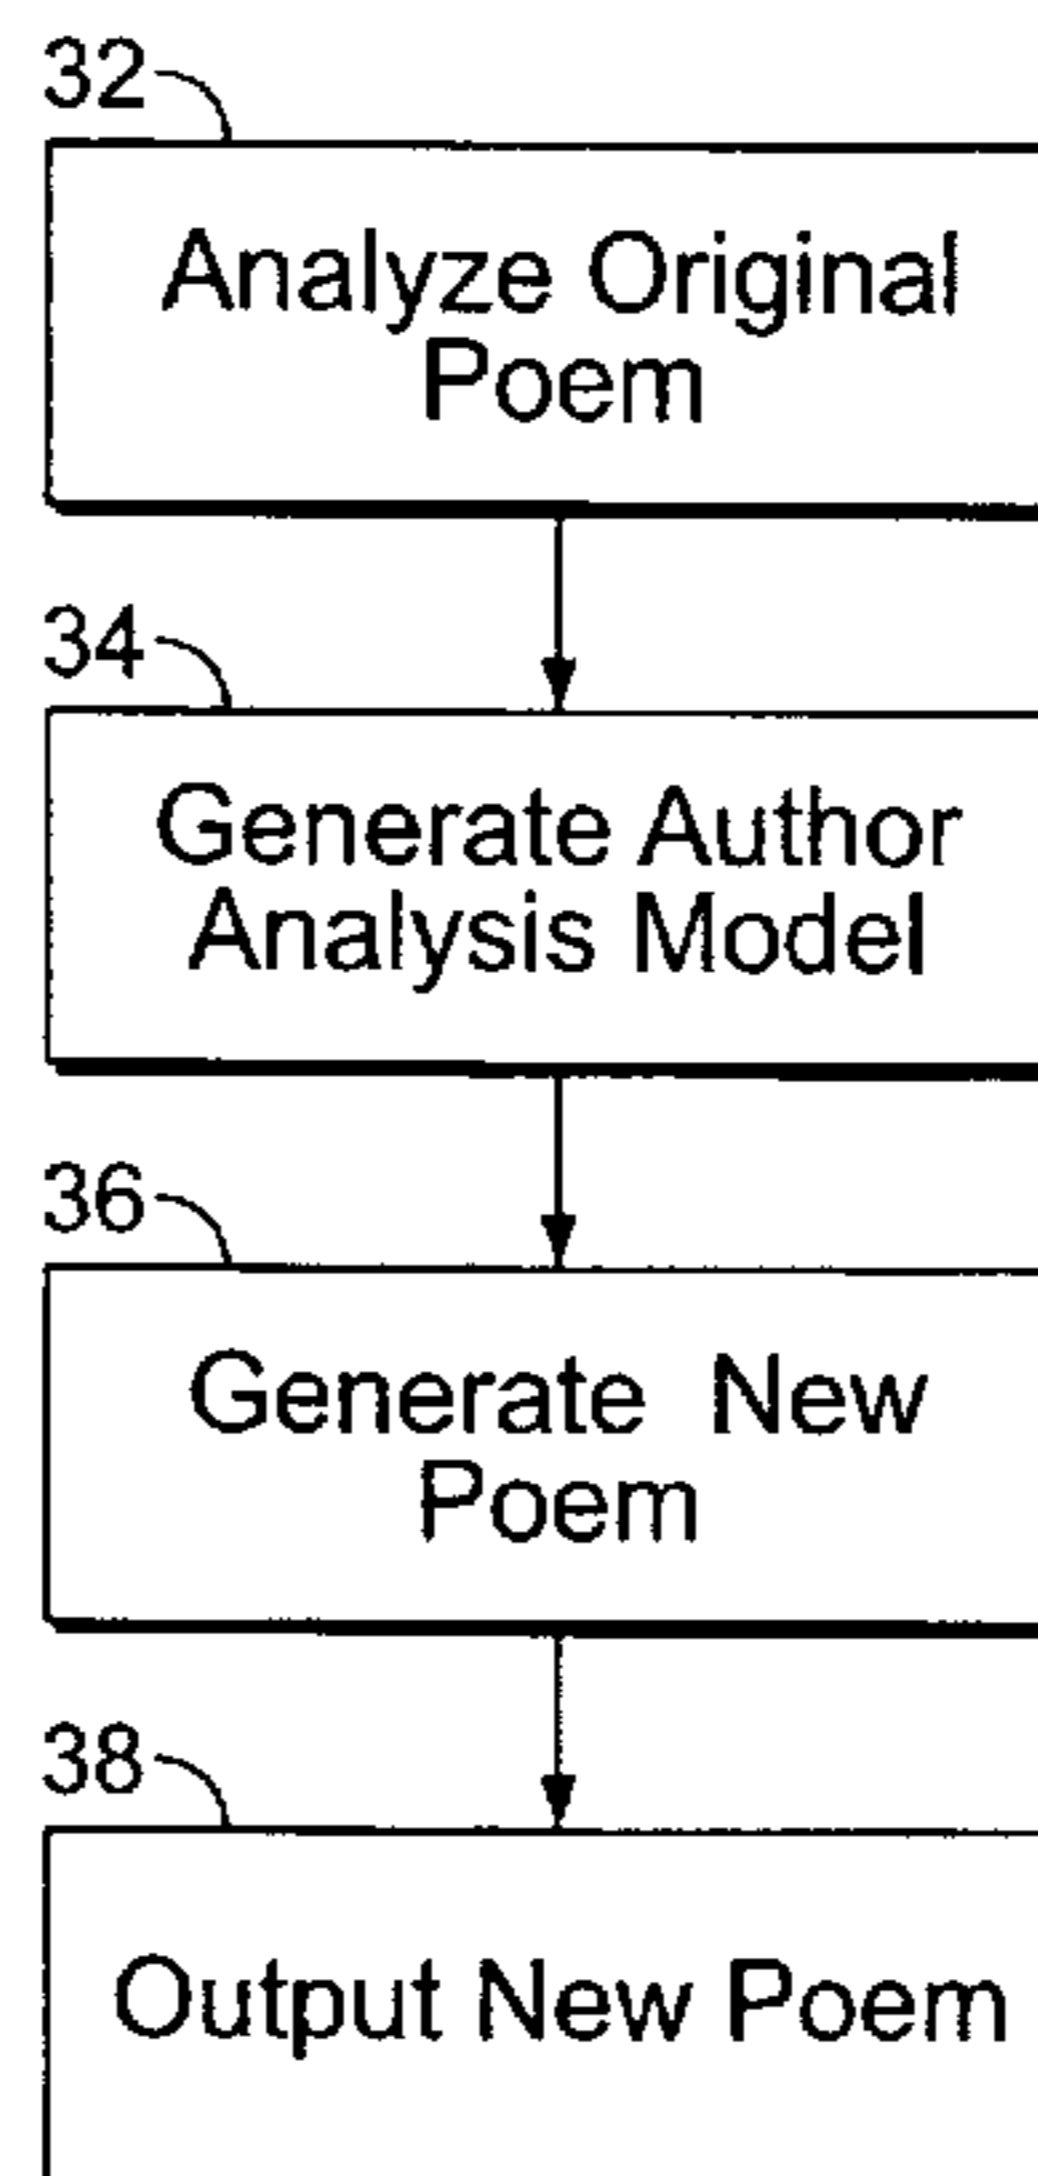 32
Analyze Original
Poem
34
Generate Author
Analysis Model
36
Generate New
Poem
38
Output New Poem